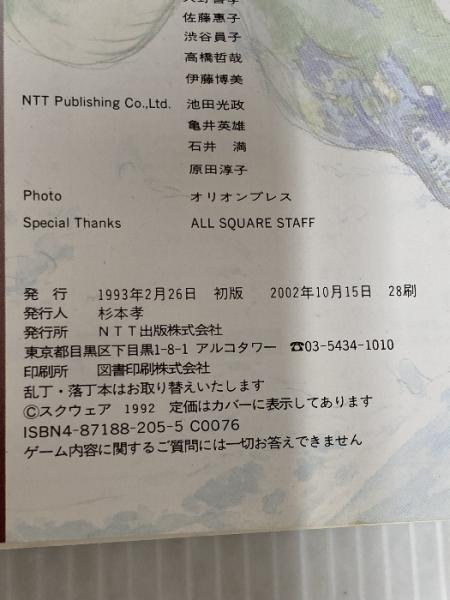 佐藤惠子
渋谷員子
高橋哲哉
伊藤博美
NTT Publishing Co.,Ltd. 池田光政
亀井英雄
石井 満
原田淳子
Photo オリオンプレス
Special Thanks ALL SQUARE STAFF
発 行 1993年2月26日 初版 2002年10月15日 28刷
発行人 杉本孝
発行所 NTT出版株式会社
東京都目黒区下目黒1-8-1 アルコタワー ☎03-5434-1010
印刷所 図書印刷株式会社
乱丁・落丁本はお取り替えいたします
Ⓒスクウェア 1992 定価はカバーに表示してあります
ISBN4-87188-205-5 C0076
ゲーム内容に関するご質問には一切お答えできません